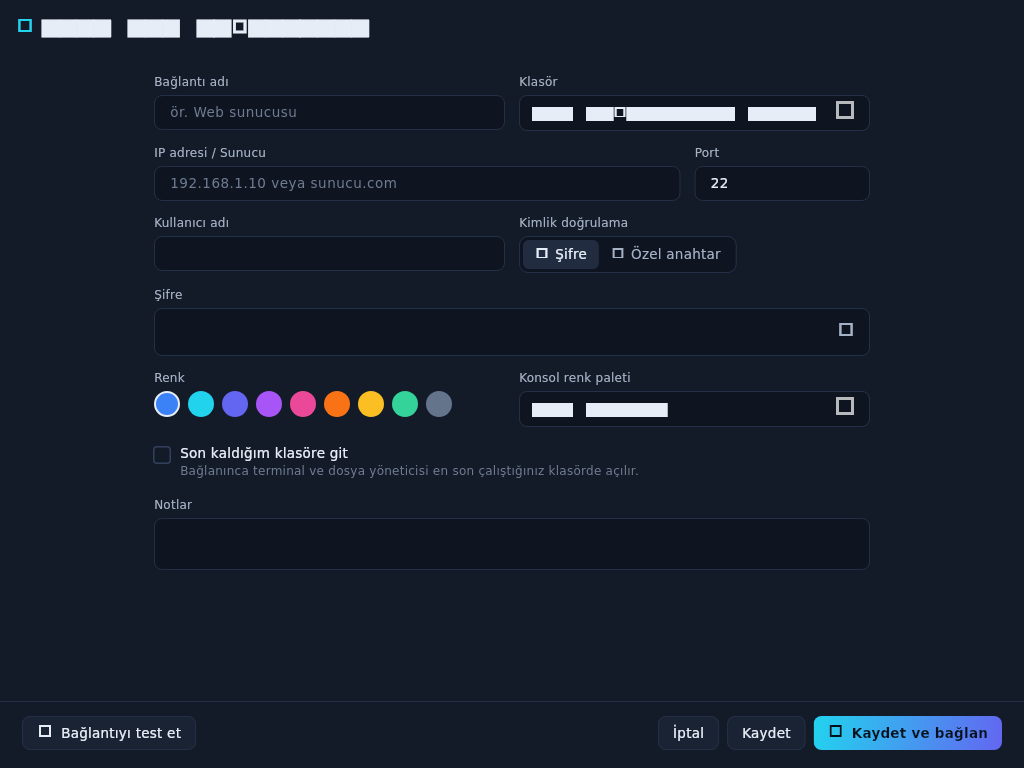 Bağlantı adı
Klasör
ör. Web sunucusu
IP adresi / Sunucu
Port
192.168.1.10 veya sunucu.com
22
Kullanıcı adı
Kimlik doğrulama
Şifre
Özel anahtar
Şifre
Renk
Konsol renk paleti
Son kaldığım klasöre git
Bağlanınca terminal ve dosya yöneticisi en son çalıştığınız klasörde açılır.
Notlar
Bağlantıyı test et
İptal
Kaydet
Kaydet ve bağlan